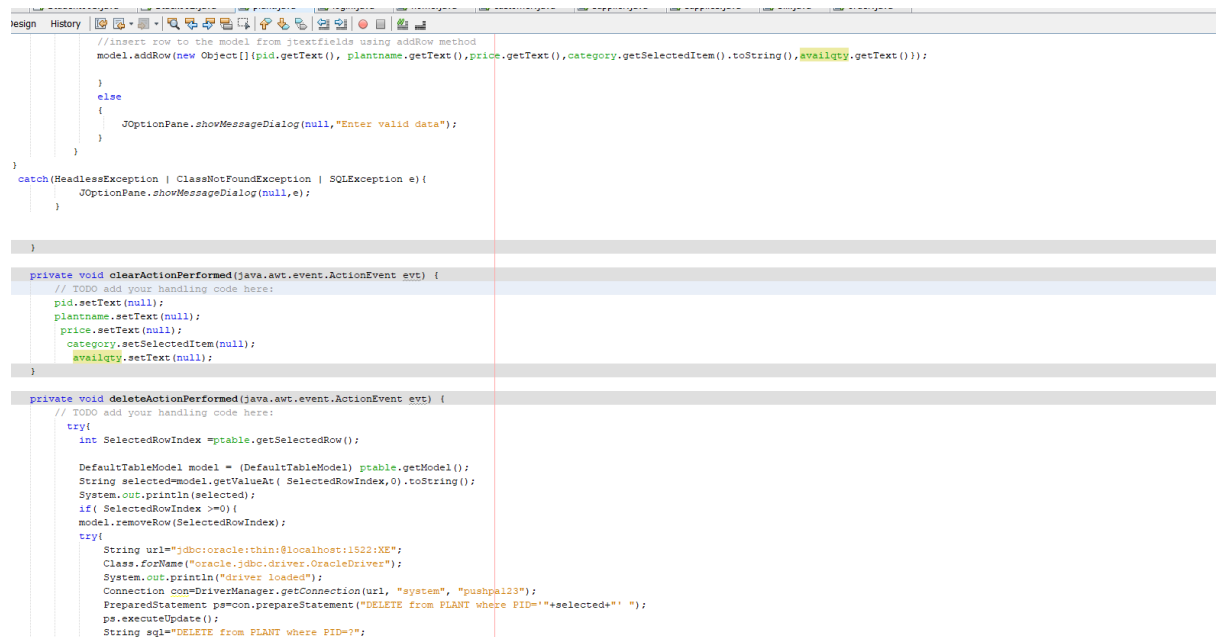 Design History
//insert row to the model from jtextfields using addRow method
model.addRow(new Object[]{pid.getText(), plantname.getText(),price.getText(),category.getSelectedItem().toString(),availqty.getText()});
}
else
{
JOptionPane.showMessageDialog(null,"Enter valid data");
}
}
}
catch(HeadlessException | ClassNotFoundException | SQLException e){
JOptionPane.showMessageDialog(null,e);
}
}
private void clearActionPerformed(java.awt.event.ActionEvent evt) {
// TODO add your handling code here:
pid.setText(null);
plantname.setText(null);
price.setText(null);
category.setSelectedItem(null);
availqty.setText(null);
}
private void deleteActionPerformed(java.awt.event.ActionEvent evt) {
// TODO add your handling code here:
try{
int SelectedRowIndex =ptable.getSelectedRow();
DefaultTableModel model = (DefaultTableModel) ptable.getModel();
String selected=model.getValueAt( SelectedRowIndex,0).toString();
System.out.println(selected);
if( SelectedRowIndex >=0){
model.removeRow(SelectedRowIndex);
try{
String url="jdbc:oracle:thin:@localhost:1522:XE";
Class.forName("oracle.jdbc.driver.OracleDriver");
System.out.println("driver loaded");
Connection con=DriverManager.getConnection(url, "system", "pushpa123");
PreparedStatement ps=con.prepareStatement("DELETE from PLANT where PID='"+selected+"' ");
ps.executeUpdate();
String sql="DELETE from PLANT where PID=?";